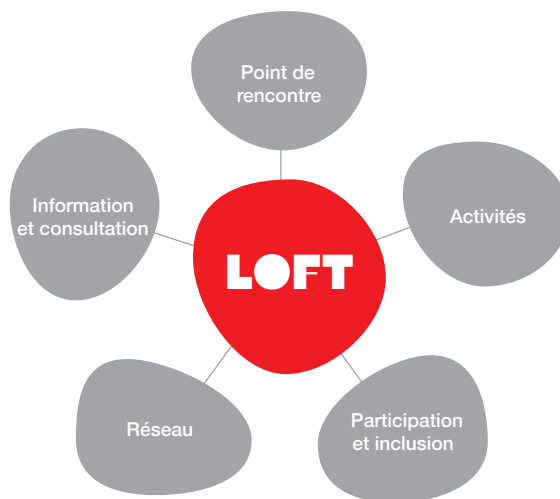 Point de
rencontre
Activités
Participation
et inclusion
Réseau
Information
et consultation
LOFT